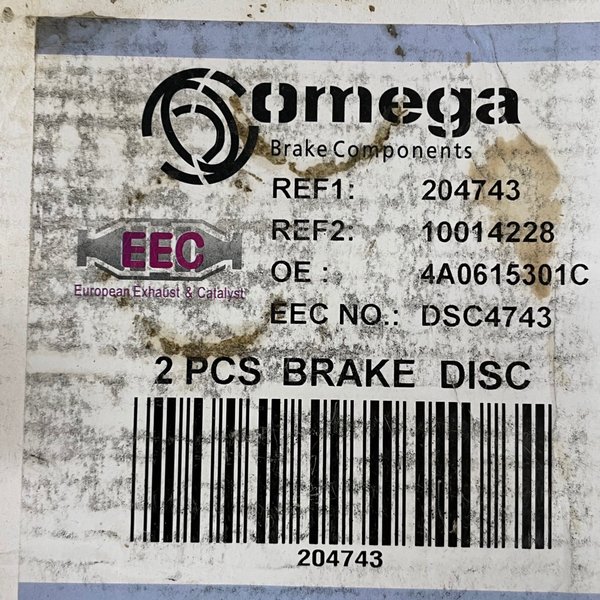 omega
Brake Components
REF1: 204743
REF2: 10014228
OE : 4A0615301C
EEC NO.: DSC4743
EEC
European Exhaust & Catalyst
2 PCS BRAKE DISC
204743